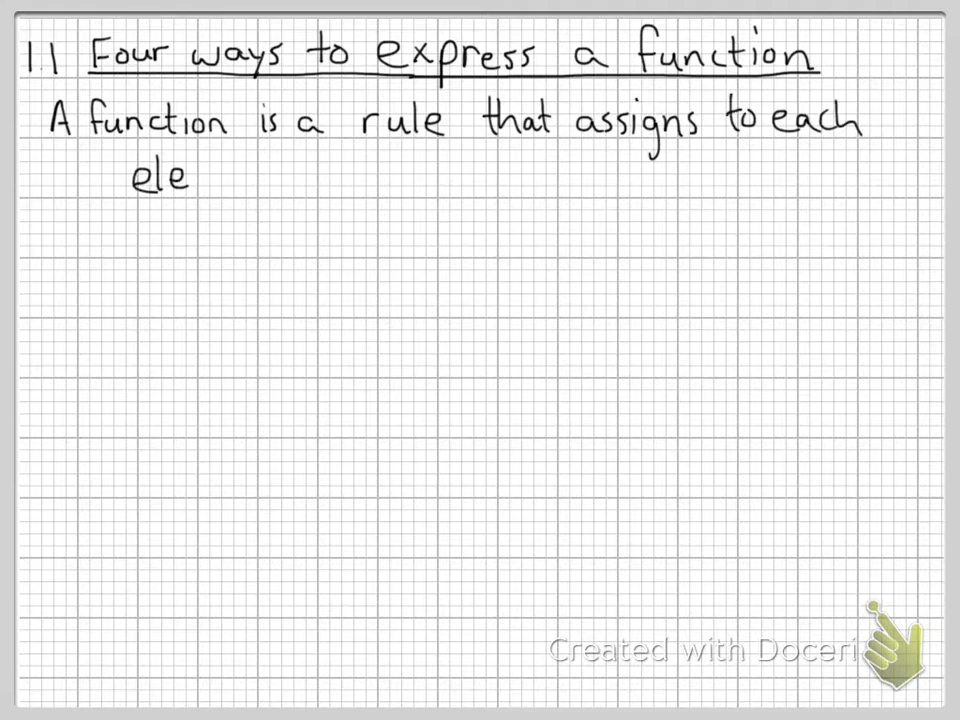 1.1 Four ways to express a function
A function is a rule that assigns to each
ele
Created with Doceri